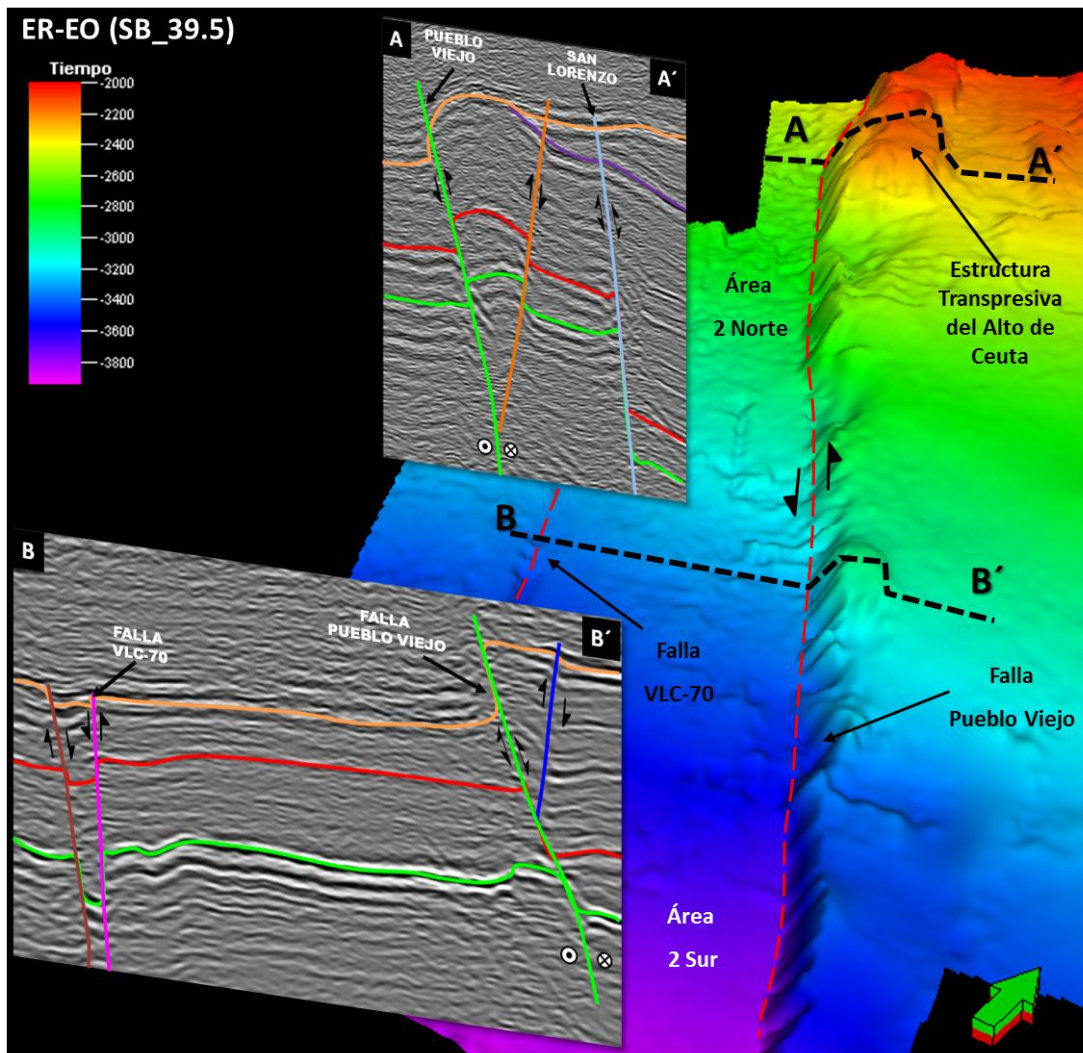 ER-EO (SB_39.5)
Tiempo
-2000
-2200
-2400
-2600
-2800
-3000
-3200
-3400
-3600
-3800
A
PUEBLO
VIEJO
SAN
LORENZO
A´
A
A´
Área
2 Norte
Estructura
Transpresiva
del Alto de
Ceuta
B
B´
Falla
VLC-70
Falla
Pueblo Viejo
Área
2 Sur
B
FALLA
VLC-70
FALLA
PUEBLO VIEJO
B´